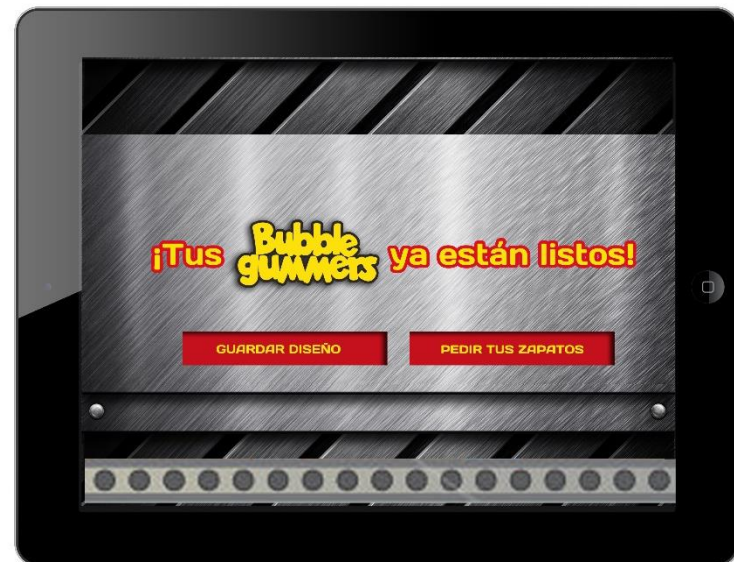 ¡Tus Bubble gummers ya están listos!
GUARDAR DISEÑO
PEDIR TUS ZAPATOS